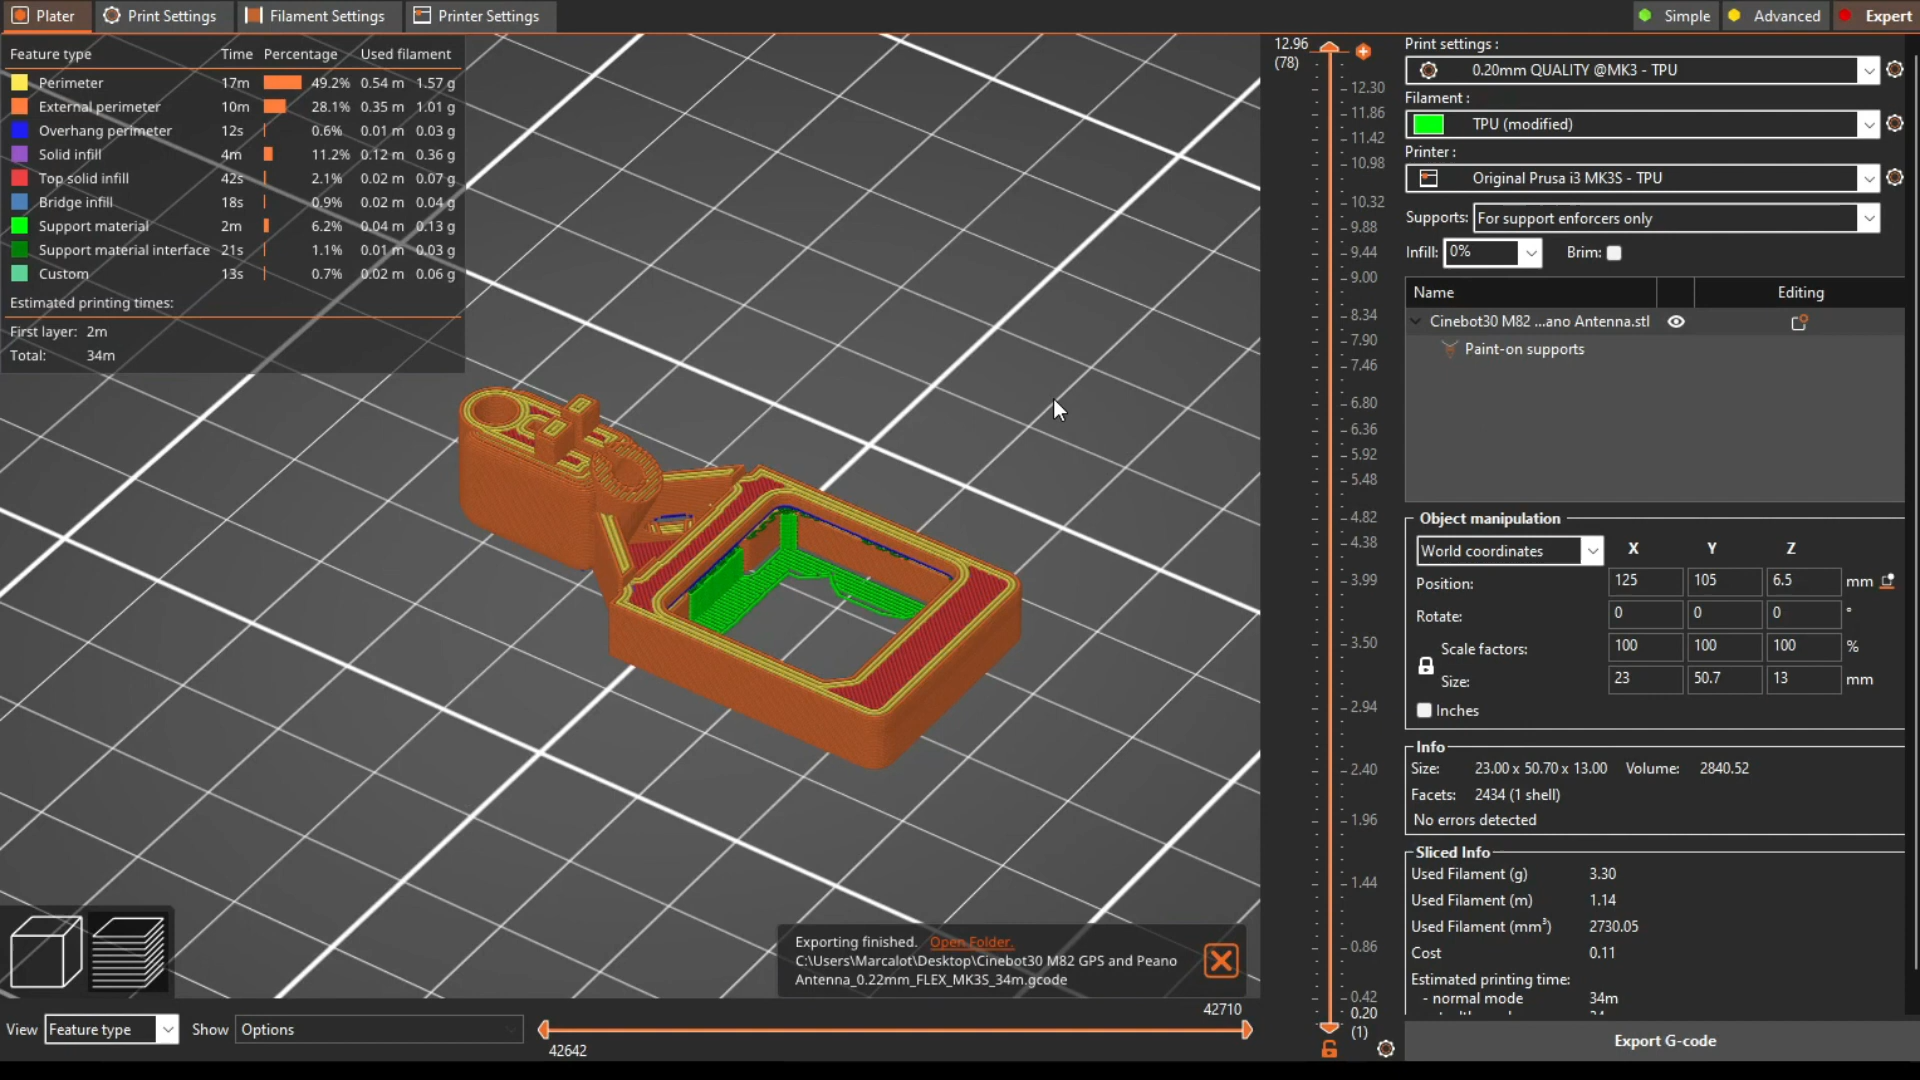 Plater Print Settings Filament Settings Printer Settings Simple Advanced Expert
Feature type Time Percentage Used filament
Perimeter 17m 49.2% 0.54 m 1.57 g
External perimeter 10m 28.1% 0.35 m 1.01 g
Overhang perimeter 12s 0.6% 0.01 m 0.03 g
Solid infill 4m 11.2% 0.12 m 0.36 g
Top solid infill 42s 2.1% 0.02 m 0.07 g
Bridge infill 18s 0.9% 0.02 m 0.04 g
Support material 2m 6.2% 0.04 m 0.13 g
Support material interface 21s 1.1% 0.01 m 0.03 g
Custom 13s 0.7% 0.02 m 0.06 g
Estimated printing times:
First layer: 2m
Total: 34m
12.96
(78)
12.30
11.86
11.42
10.98
10.32
9.88
9.44
9.00
8.34
7.90
7.46
6.80
6.36
5.92
5.48
4.82
4.38
3.99
3.50
2.94
2.40
1.96
1.44
0.86
0.42
0.20
(1)
Print settings :
0.20mm QUALITY @MK3 - TPU
Filament :
TPU (modified)
Printer :
Original Prusa i3 MK3S - TPU
Supports: For support enforcers only
Infill: 0% Brim:
Name Editing
Cinebot30 M82 ...ano Antenna.stl
Paint-on supports
Object manipulation
World coordinates X Y Z
Position: 125 105 6.5 mm
Rotate: 0 0 0 °
Scale factors: 100 100 100 %
Size: 23 50.7 13 mm
Inches
Info
Size: 23.00 x 50.70 x 13.00 Volume: 2840.52
Facets: 2434 (1 shell)
No errors detected
Sliced Info
Used Filament (g) 3.30
Used Filament (m) 1.14
Used Filament (mm³) 2730.05
Cost 0.11
Estimated printing time:
- normal mode 34m
Export G-code
Exporting finished. Open Folder.
C:\Users\Marcalot\Desktop\Cinebot30 M82 GPS and Peano
Antenna_0.22mm_FLEX_MK3S_34m.gcode
View Feature type Show Options
42710
42642